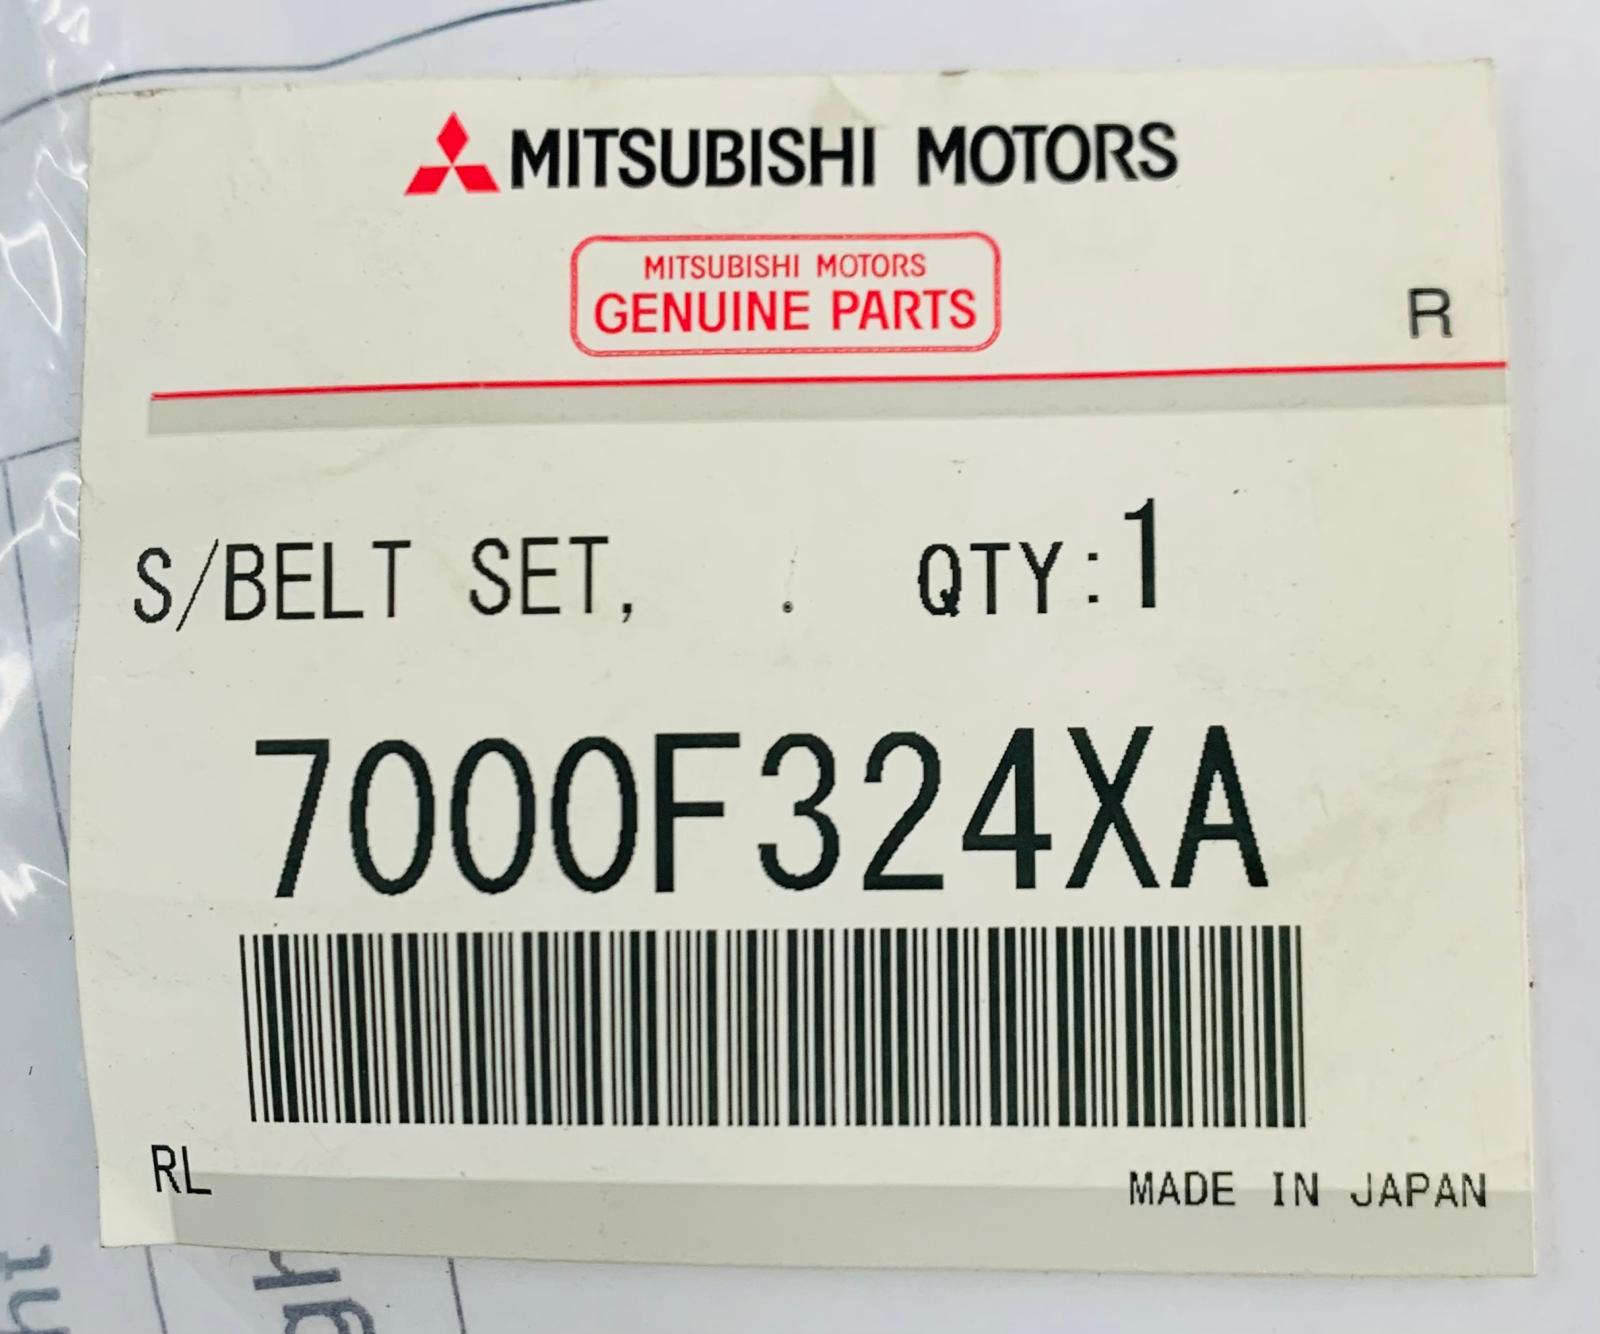 MITSUBISHI MOTORS
MITSUBISHI MOTORS
GENUINE PARTS
R
S/BELT SET, . QTY:1
7000F324XA
RL
MADE IN JAPAN